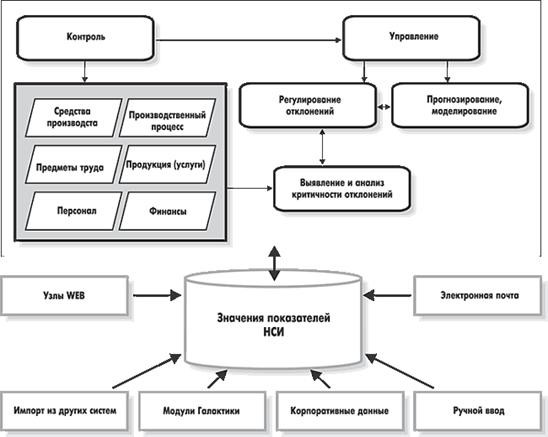 Контроль
Управление
Средства
производста
Производственный
процесс
Предметы труда
Продукция (услуги)
Персонал
Финансы
Регулирование
отклонений
Прогнозирование,
моделирование
Выявление и анализ
критичности отклонений
Узлы WEB
Значения показателей
НСИ
Электронная почта
Импорт из других систем
Модули Галактики
Корпоративные данные
Ручной ввод